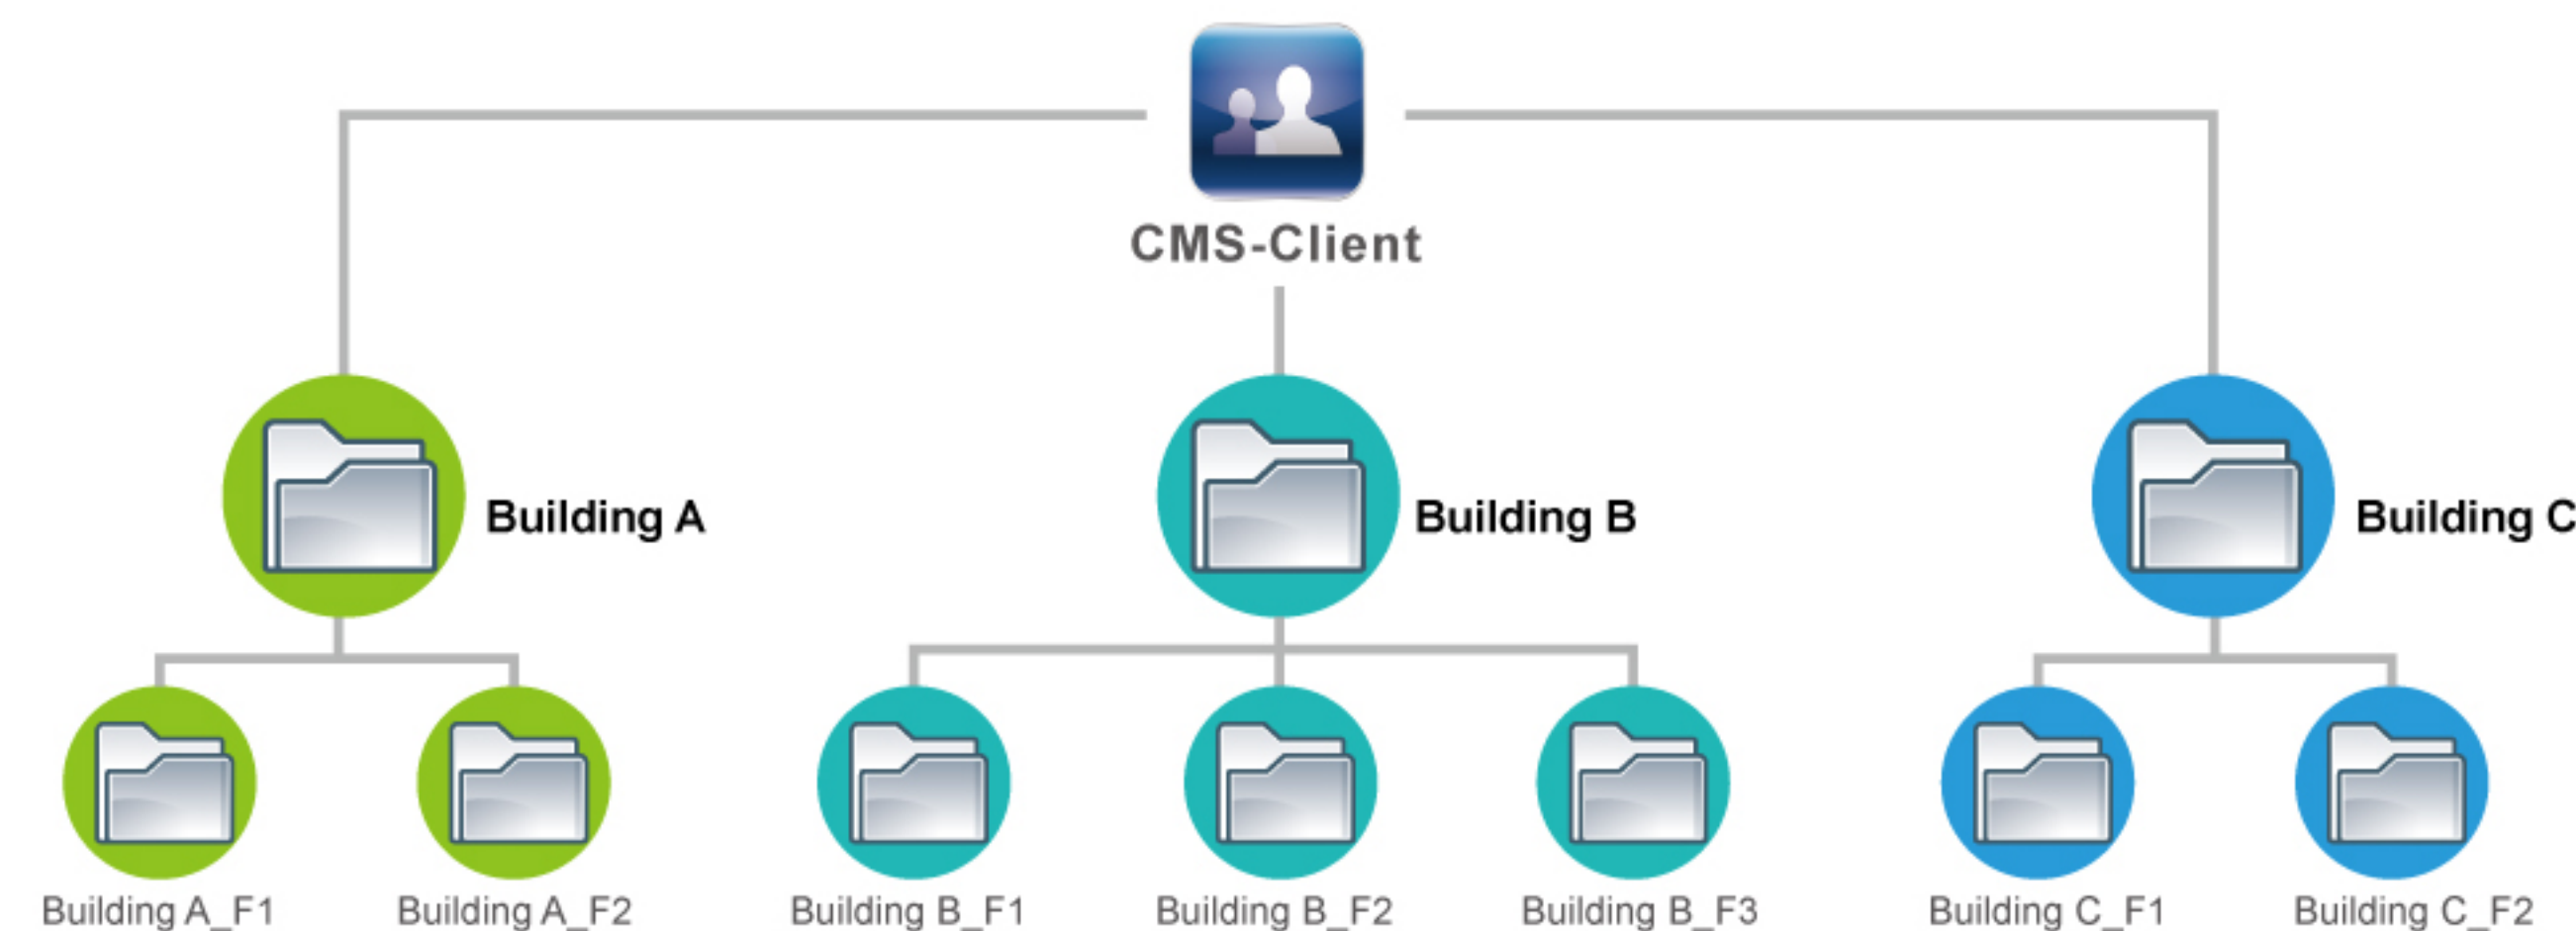 CMS-Client
Building A
Building B
Building C
Building A_F1
Building A_F2
Building B_F1
Building B_F2
Building B_F3
Building C_F1
Building C_F2